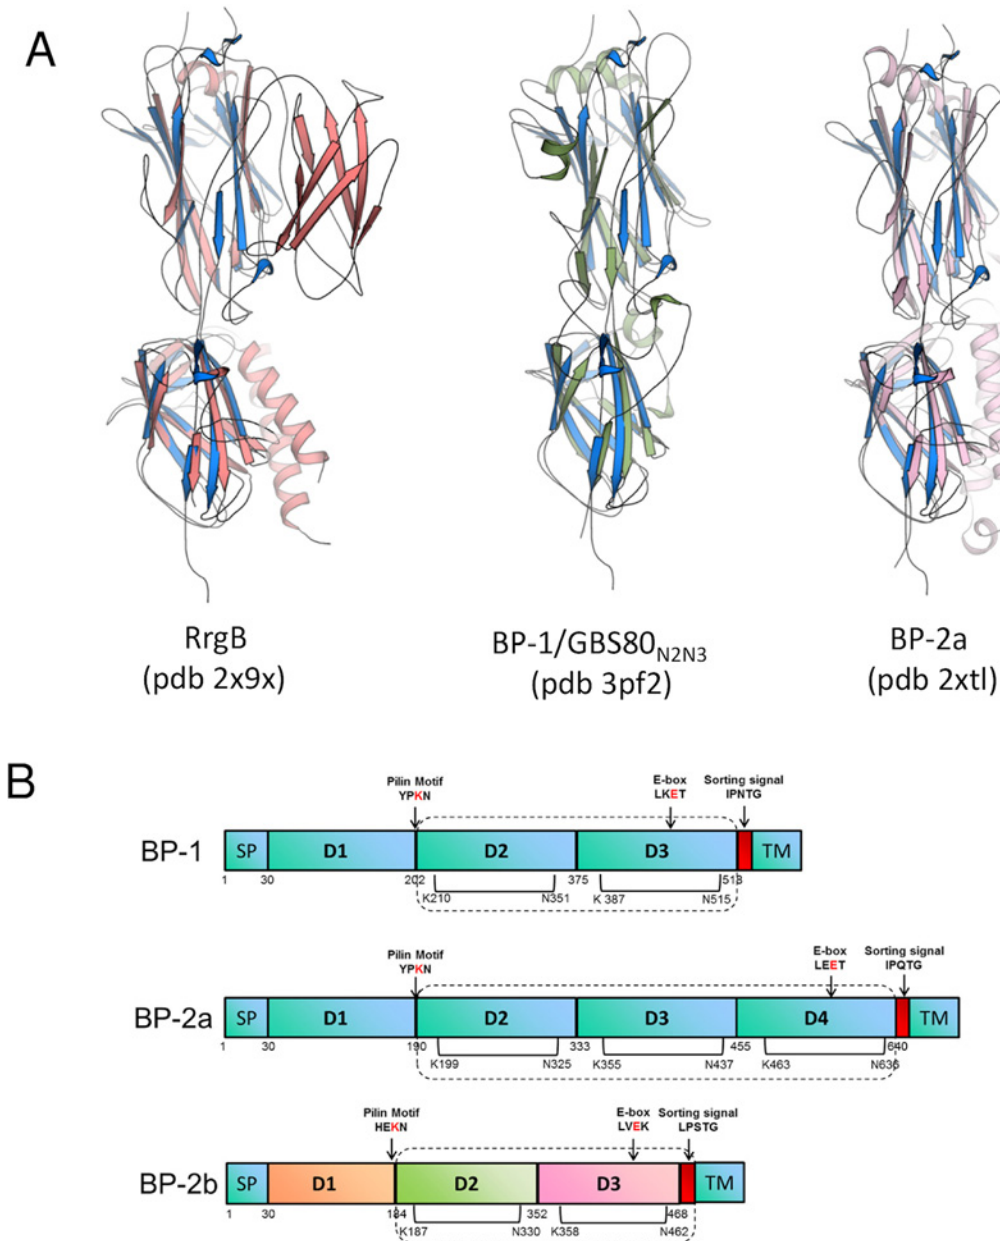 A
RrgB
(pdb 2x9x)
BP-1/GBS80N2N3
(pdb 3pf2)
BP-2a
(pdb 2xtl)
B
Pilin Motif
YPKN
E-box
LKET
Sorting signal
IPNTG
BP-1
SP
D1
D2
D3
TM
1
30
202
375
513
K210
N351
K 387
N515
Pilin Motif
YPKN
E-box
LEET
Sorting signal
IPQTG
BP-2a
SP
D1
D2
D3
D4
TM
1
30
190
333
455
640
K199
N325
K355
N437
K463
N636
Pilin Motif
HEKN
E-box
LVEK
Sorting signal
LPSTG
BP-2b
SP
D1
D2
D3
TM
1
30
184
352
468
K187
N330
K358
N462